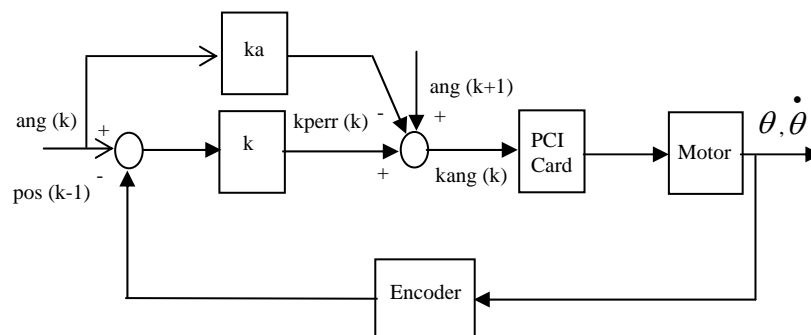 ka
ang (k+1)
ang (k)
+
-
k
kperr (k)
-
+
+
kang (k)
PCI
Card
Motor
θ, θ̇
pos (k-1)
Encoder